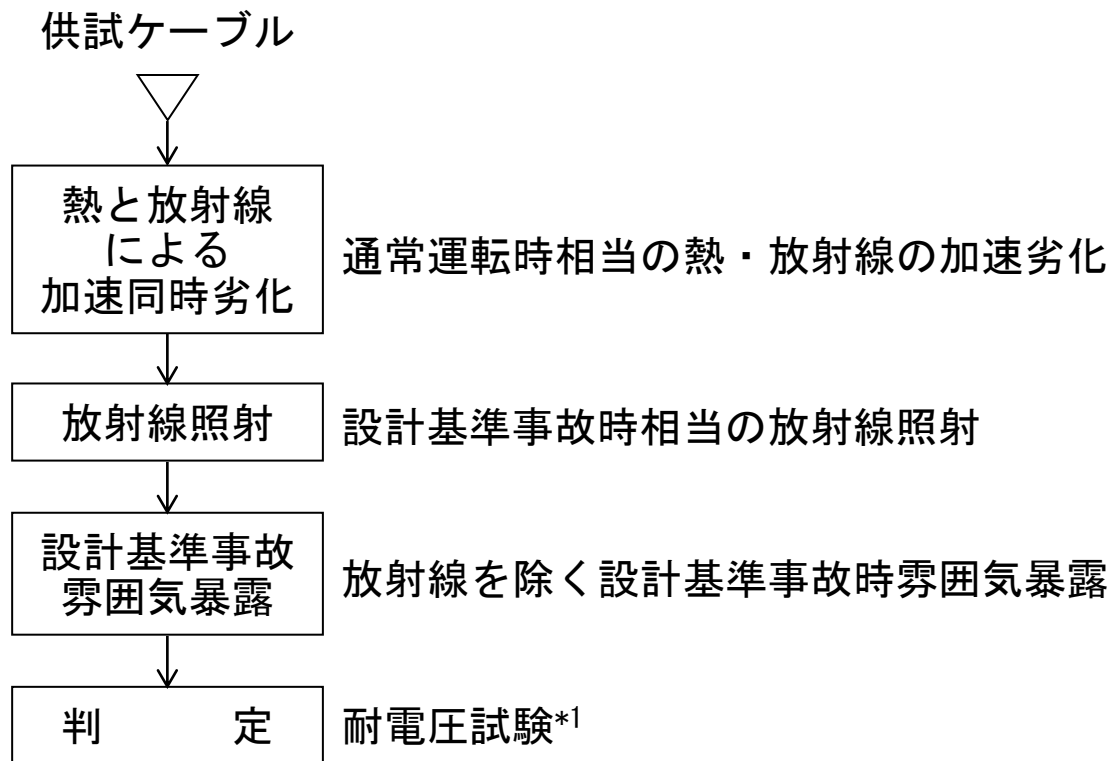 供試ケーブル
熱と放射線
による
加速同時劣化
通常運転時相当の熱・放射線の加速劣化
放射線照射
設計基準事故時相当の放射線照射
設計基準事故
雰囲気暴露
放射線を除く設計基準事故時雰囲気暴露
判　　　定
耐電圧試験*1